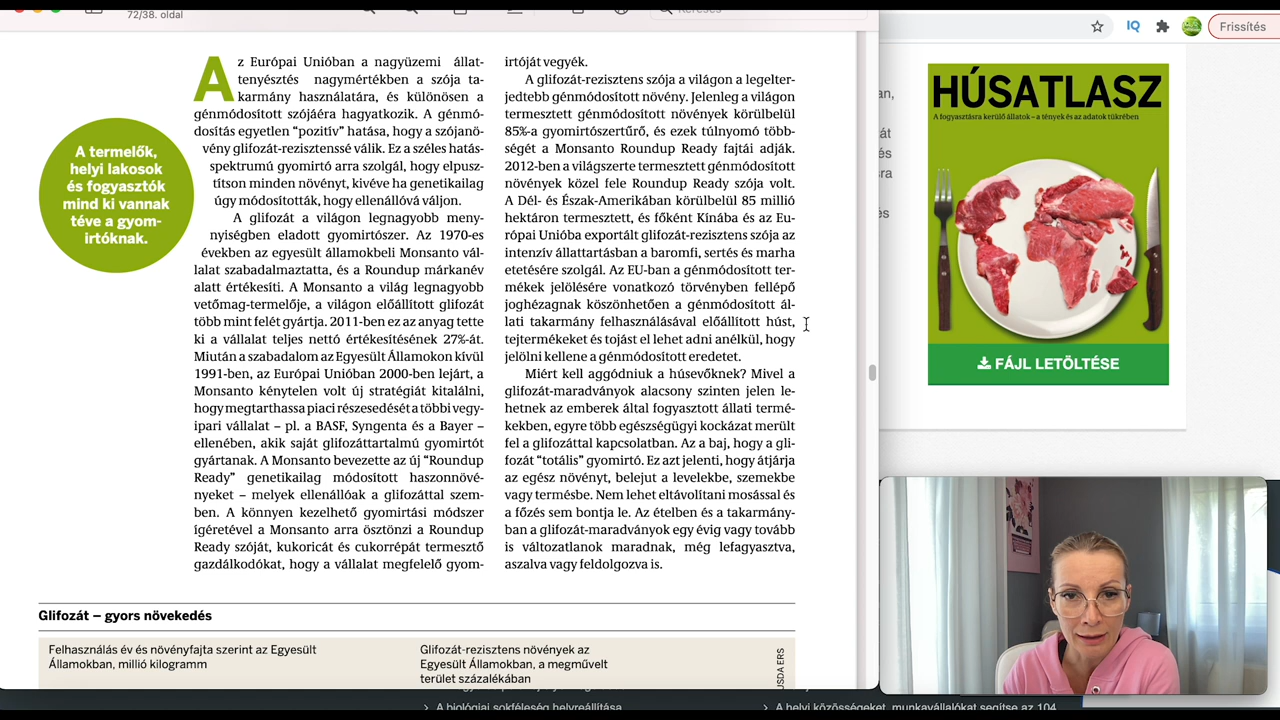 72/38. oldal
Keresés
IQ
Frissítés
Az Európai Unióban a nagyüzemi állat-
tenyésztés nagymértékben a szója ta-
karmány használatára, és különösen a
génmódosított szójáéra hagyatkozik. A génmó-
dosítás egyetlen “pozitív” hatása, hogy a szójanö-
vény glifozát-rezisztenssé válik. Ez a széles hatás-
spektrumú gyomirtó arra szolgál, hogy elpusz-
títson minden növényt, kivéve ha genetikailag
úgy módosították, hogy ellenállóvá váljon.
A glifozát a világon legnagyobb meny-
nyiségben eladott gyomirtószer. Az 1970-es
években az egyesült államokbeli Monsanto vál-
lalat szabadalmaztatta, és a Roundup márkanév
alatt értékesíti. A Monsanto a világ legnagyobb
vetőmag-termelője, a világon előállított glifozát
több mint felét gyártja. 2011-ben ez az anyag tette
ki a vállalat teljes nettó értékesítésének 27%-át.
Miután a szabadalom az Egyesült Államokon kívül
1991-ben, az Európai Unióban 2000-ben lejárt, a
Monsanto kénytelen volt új stratégiát kitalálni,
hogy megtarthassa piaci részesedését a többi vegy-
ipari vállalat – pl. a BASF, Syngenta és a Bayer –
ellenében, akik saját glifozáttartalmú gyomirtót
gyártanak. A Monsanto bevezette az új “Roundup
Ready” genetikailag módosított haszonnövé-
nyeket – melyek ellenállóak a glifozáttal szem-
ben. A könnyen kezelhető gyomirtási módszer
ígéretével a Monsanto arra ösztönzi a Roundup
Ready szóját, kukoricát és cukorrépát termesztő
gazdálkodókat, hogy a vállalat megfelelő gyom-
irtóját vegyék.
A glifozát-rezisztens szója a világon a legelter-
jedtebb génmódosított növény. Jelenleg a világon
termesztett génmódosított növények körülbelül
85%-a gyomirtószertűrő, és ezek túlnyomó több-
ségét a Monsanto Roundup Ready fajtái adják.
2012-ben a világszerte termesztett génmódosított
növények közel fele Roundup Ready szója volt.
A Dél- és Észak-Amerikában körülbelül 85 millió
hektáron termesztett, és főként Kínába és az Eu-
rópai Unióba exportált glifozát-rezisztens szója az
intenzív állattartásban a baromfi, sertés és marha
etetésére szolgál. Az EU-ban a génmódosított ter-
mékek jelölésére vonatkozó törvényben fellépő
joghézagnak köszönhetően a génmódosított ál-
lati takarmány felhasználásával előállított húst,
tejtermékeket és tojást el lehet adni anélkül, hogy
jelölni kellene a génmódosított eredetet.
Miért kell aggódniuk a húsevőknek? Mivel a
glifozát-maradványok alacsony szinten jelen le-
hetnek az emberek által fogyasztott állati termé-
kekben, egyre több egészségügyi kockázat merült
fel a glifozáttal kapcsolatban. Az a baj, hogy a gli-
fozát “totális” gyomirtó. Ez azt jelenti, hogy átjárja
az egész növényt, belejut a levelekbe, szemekbe
vagy termésbe. Nem lehet eltávolítani mosással és
a főzés sem bontja le. Az ételben és a takarmány-
ban a glifozát-maradványok egy évig vagy tovább
is változatlanok maradnak, még lefagyasztva,
aszalva vagy feldolgozva is.
A termelők,
helyi lakosok
és fogyasztók
mind ki vannak
téve a gyom-
irtóknak.
Glifozát – gyors növekedés
Felhasználás év és növényfajta szerint az Egyesült
Államokban, millió kilogramm
Glifozát-rezisztens növények az
Egyesült Államokban, a megművelt
terület százalékában
USDA ERS
an,
át
és
sra
és
HÚSATLASZ
A fogyasztásra kerülő állatok – a tények és az adatok tükrében
FÁJL LETÖLTÉSE
A biológiai sokféleség helyreállítása
A helyi közösségeket, munkavállalókat segítse az 104